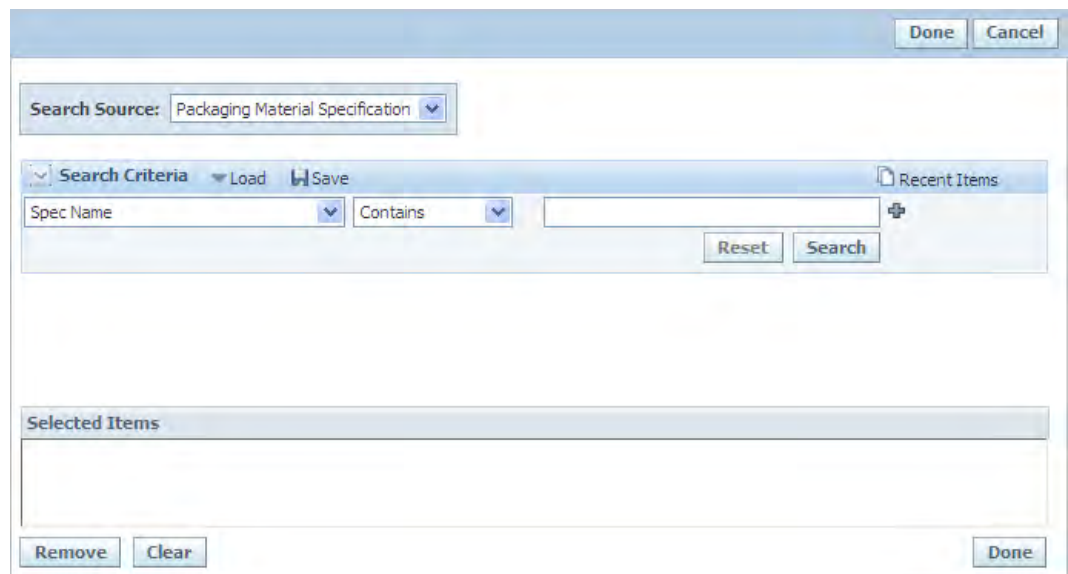 Done Cancel
Search Source: Packaging Material Specification
Search Criteria Load Save Recent Items
Spec Name Contains
Reset Search
Selected Items
Remove Clear Done